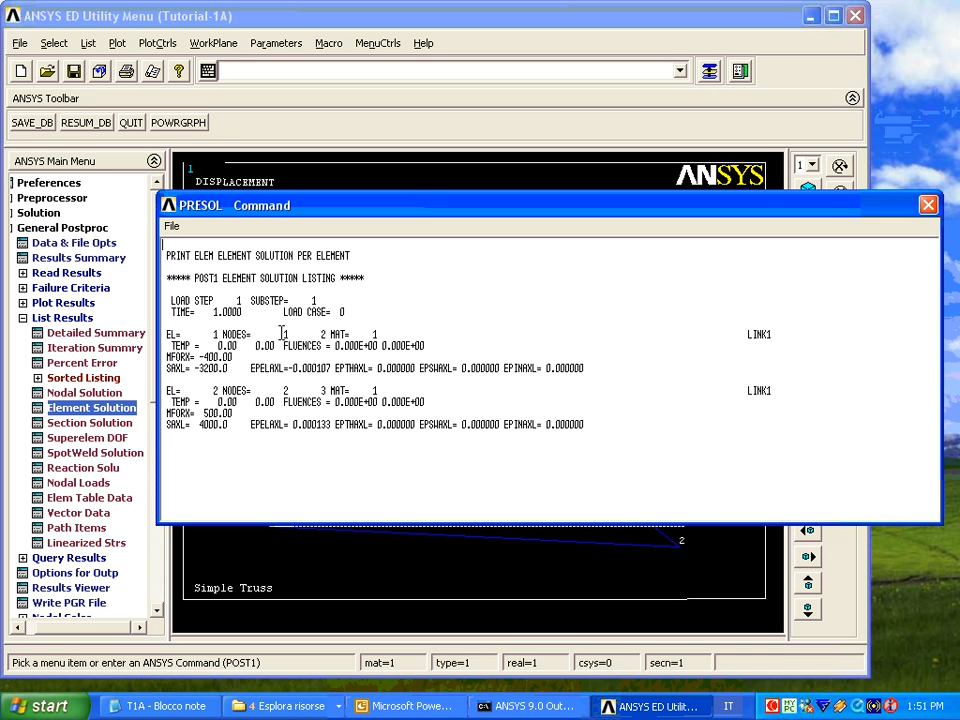 ANSYS ED Utility Menu (Tutorial-1A)
File Select List Plot PlotCtrls WorkPlane Parameters Macro MenuCtrls Help
ANSYS Toolbar
SAVE_DB RESUM_DB QUIT POWRGRPH
ANSYS Main Menu
Preferences
Preprocessor
Solution
General Postproc
Data & File Opts
Results Summary
Read Results
Failure Criteria
Plot Results
List Results
Detailed Summary
Iteration Summry
Percent Error
Sorted Listing
Nodal Solution
Element Solution
Section Solution
Superelem DOF
SpotWeld Solution
Reaction Solu
Nodal Loads
Elem Table Data
Vector Data
Path Items
Linearized Strs
Query Results
Options for Outp
Results Viewer
Write PGR File
1
DISPLACEMENT
ANSYS
1
PRESOL Command
File
PRINT ELEM ELEMENT SOLUTION PER ELEMENT
***** POST1 ELEMENT SOLUTION LISTING *****
LOAD STEP 1 SUBSTEP= 1
TIME= 1.0000 LOAD CASE= 0
EL= 1 NODES= 1 2 MAT= 1 LINK1
TEMP = 0.00 0.00 FLUENCES = 0.000E+00 0.000E+00
MFORX= -400.00
SAXL= -3200.0 EPELAXL=-0.000107 EPTHAXL= 0.000000 EPSWAXL= 0.000000 EPINAXL= 0.000000
EL= 2 NODES= 2 3 MAT= 1 LINK1
TEMP = 0.00 0.00 FLUENCES = 0.000E+00 0.000E+00
MFORX= 500.00
SAXL= 4000.0 EPELAXL= 0.000133 EPTHAXL= 0.000000 EPSWAXL= 0.000000 EPINAXL= 0.000000
2
Simple Truss
Pick a menu item or enter an ANSYS Command (POST1) mat=1 type=1 real=1 csys=0 secn=1
start T1A - Blocco note 4 Esplora risorse Microsoft Powe... ANSYS 9.0 Out... ANSYS ED Utilit... IT 1:51 PM